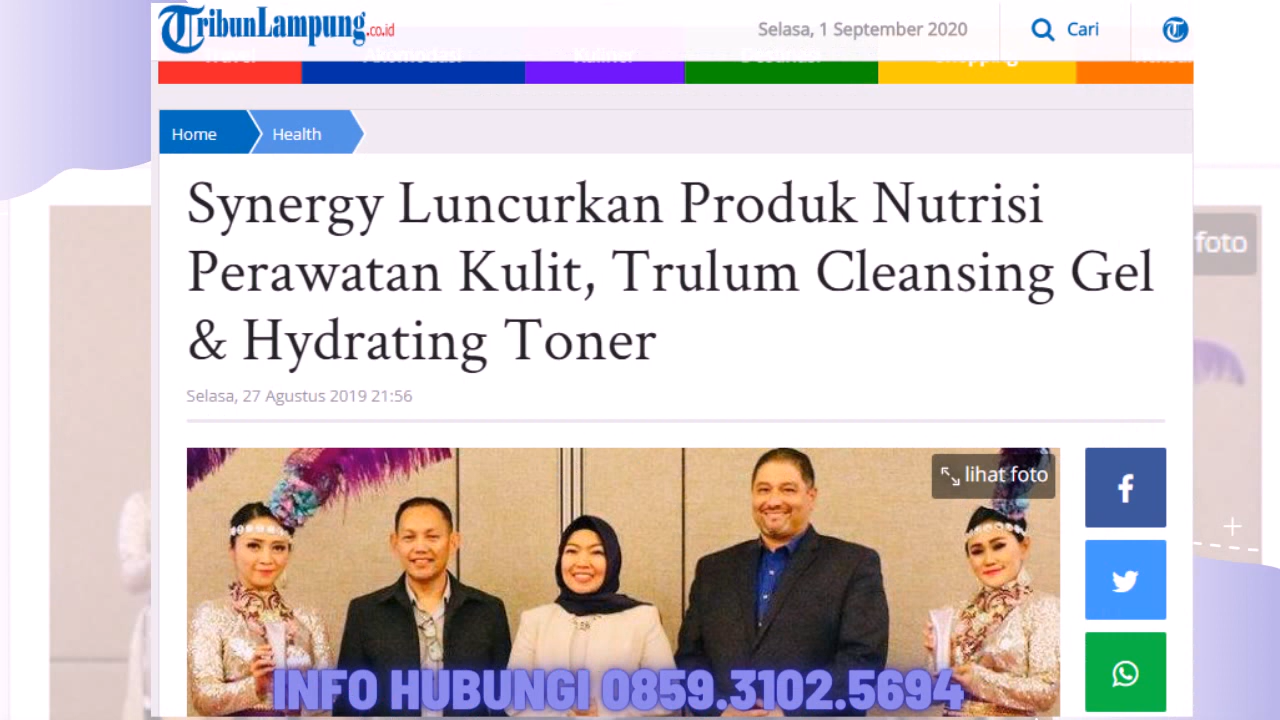 TribunLampung.co.id
Selasa, 1 September 2020
Cari
Home
Health
Synergy Luncurkan Produk Nutrisi
Perawatan Kulit, Trulum Cleansing Gel
& Hydrating Toner
Selasa, 27 Agustus 2019 21:56
lihat foto
foto
INFO HUBUNGI 0859.3102.5694